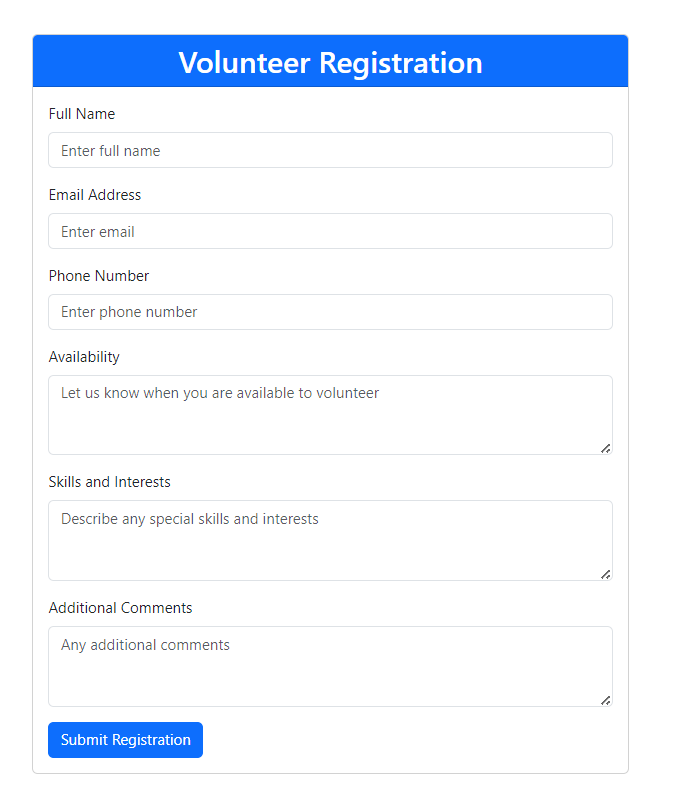 Volunteer Registration
Full Name
Enter full name
Email Address
Enter email
Phone Number
Enter phone number
Availability
Let us know when you are available to volunteer
Skills and Interests
Describe any special skills and interests
Additional Comments
Any additional comments
Submit Registration